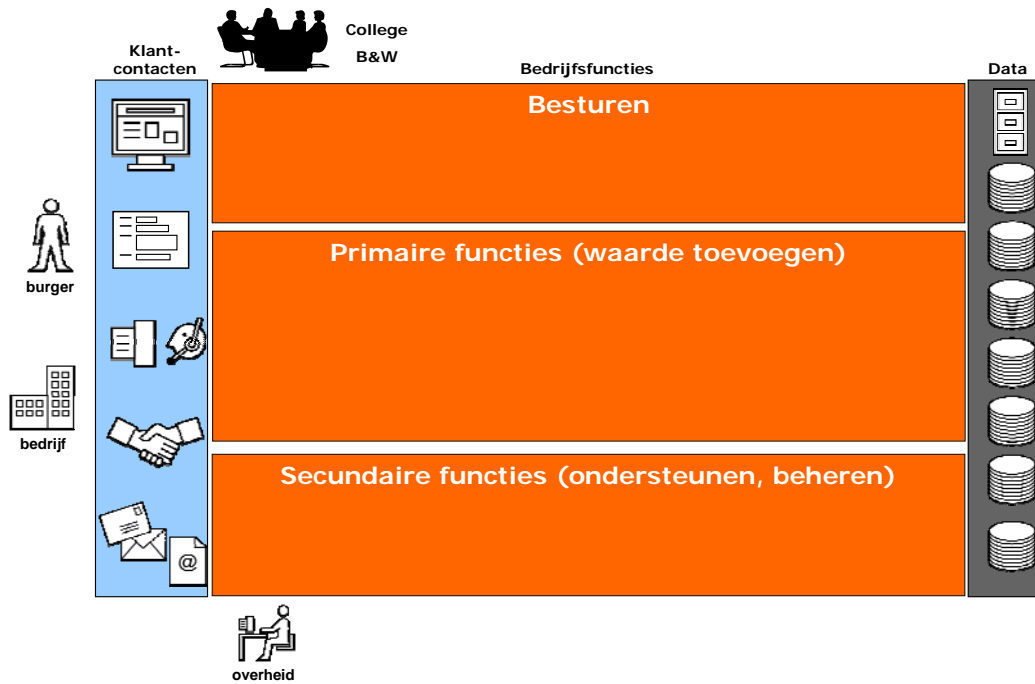 College
B&W
Klant-
contacten
Bedrijfsfuncties
Data
Besturen
burger
Primaire functies (waarde toevoegen)
bedrijf
Secundaire functies (ondersteunen, beheren)
@
overheid